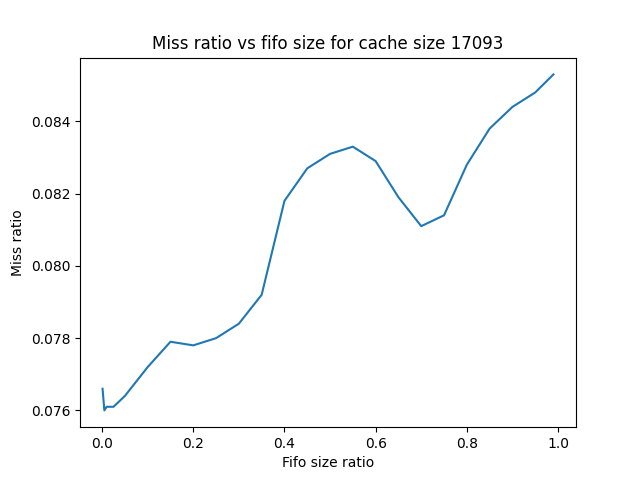 Miss ratio vs fifo size for cache size 17093
0.084
0.082
0.080
0.078
0.076
Miss ratio
0.0 0.2 0.4 0.6 0.8 1.0
Fifo size ratio